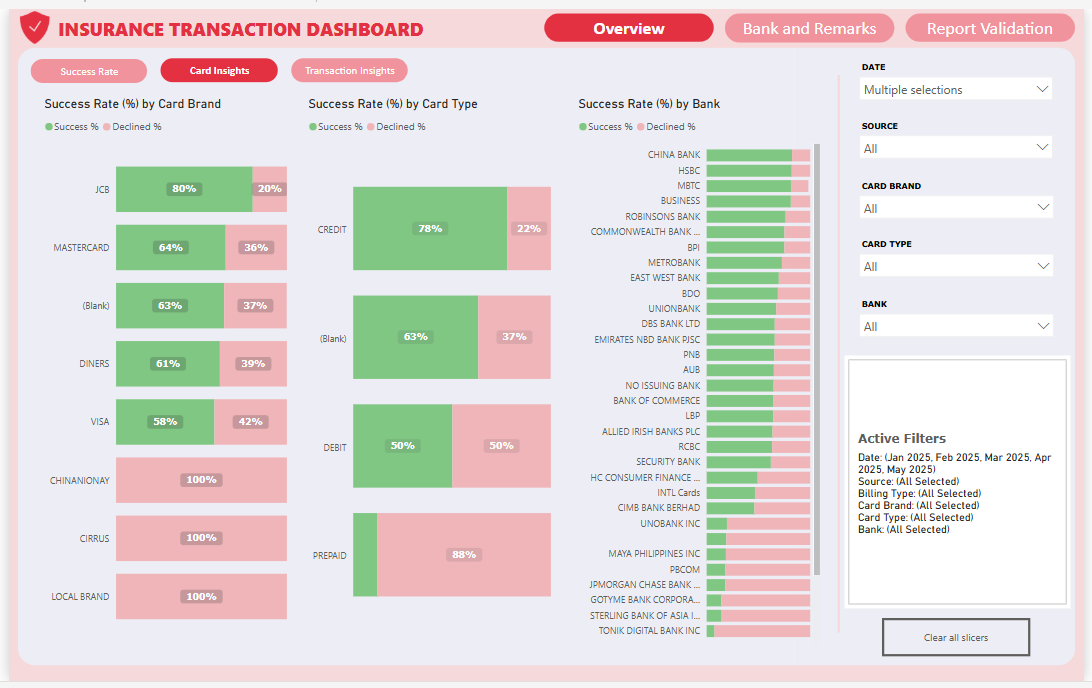 INSURANCE TRANSACTION DASHBOARD
Overview
Bank and Remarks
Report Validation
Success Rate
Card Insights
Transaction Insights
Success Rate (%) by Card Brand
Success % Declined %
JCB 80% 20%
MASTERCARD 64% 36%
(Blank) 63% 37%
DINERS 61% 39%
VISA 58% 42%
CHINANIONAY 100%
CIRRUS 100%
LOCAL BRAND 100%
Success Rate (%) by Card Type
Success % Declined %
CREDIT 78% 22%
(Blank) 63% 37%
DEBIT 50% 50%
PREPAID 88%
Success Rate (%) by Bank
Success % Declined %
CHINA BANK
HSBC
MBTC
BUSINESS
ROBINSONS BANK
COMMONWEALTH BANK ...
BPI
METROBANK
EAST WEST BANK
BDO
UNIONBANK
DBS BANK LTD
EMIRATES NBD BANK PJSC
PNB
AUB
NO ISSUING BANK
BANK OF COMMERCE
LBP
ALLIED IRISH BANKS PLC
RCBC
SECURITY BANK
HC CONSUMER FINANCE ...
INTL Cards
CIMB BANK BERHAD
UNOBANK INC
MAYA PHILIPPINES INC
PBCOM
JPMORGAN CHASE BANK ...
GOTYME BANK CORPORA...
STERLING BANK OF ASIA I...
TONIK DIGITAL BANK INC
DATE
Multiple selections
SOURCE
All
CARD BRAND
All
CARD TYPE
All
BANK
All
Active Filters
Date: (Jan 2025, Feb 2025, Mar 2025, Apr
2025, May 2025)
Source: (All Selected)
Billing Type: (All Selected)
Card Brand: (All Selected)
Card Type: (All Selected)
Bank: (All Selected)
Clear all slicers